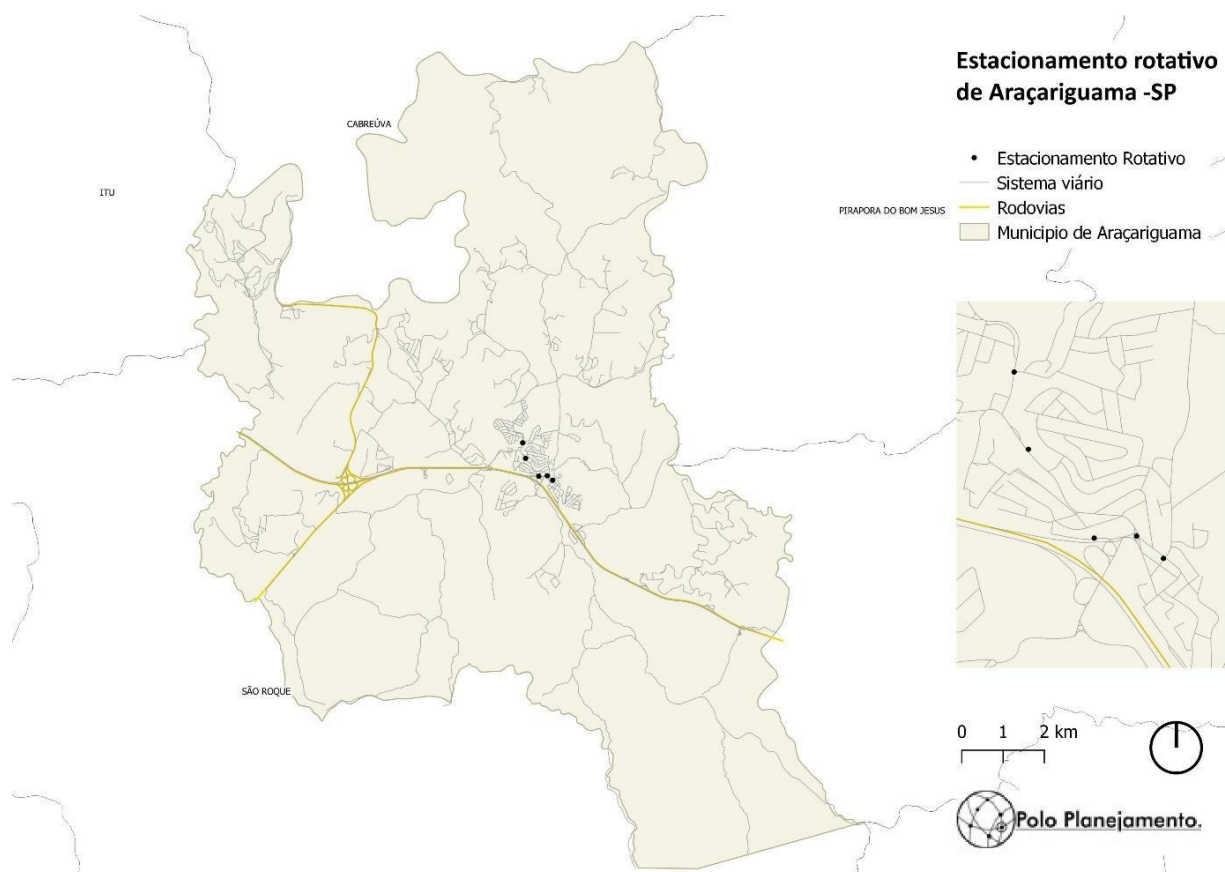 Estacionamento rotativo
de Araçariguama -SP
Estacionamento Rotativo
Sistema viário
Rodovias
Municipio de Araçariguama
CABREÚVA
ITU
PIRAPORA DO BOM JESUS
SÃO ROQUE
0 1 2 km
Polo Planejamento.